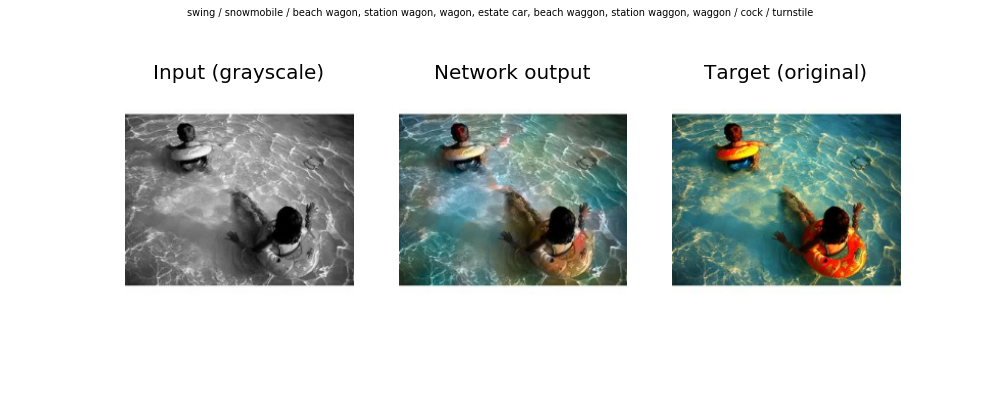 swing / snowmobile / beach wagon, station wagon, wagon, estate car, beach waggon, station waggon, waggon / cock / turnstile
Input (grayscale)
Network output
Target (original)